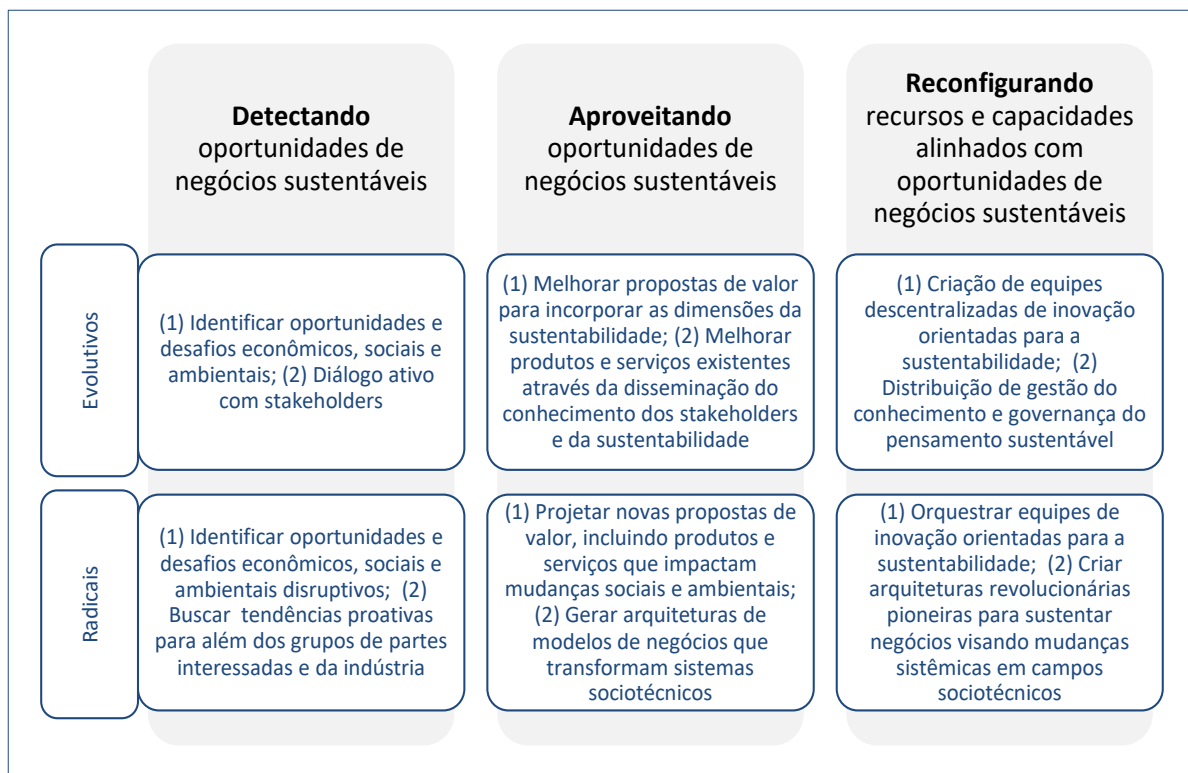 Detectando
oportunidades de
negócios sustentáveis
Aproveitando
oportunidades de
negócios sustentáveis
Reconfigurando
recursos e capacidades
alinhados com
oportunidades de
negócios sustentáveis
Evolutivos
(1) Identificar oportunidades e
desafios econômicos, sociais e
ambientais; (2) Diálogo ativo
com stakeholders
(1) Melhorar propostas de valor
para incorporar as dimensões da
sustentabilidade; (2) Melhorar
produtos e serviços existentes
através da disseminação do
conhecimento dos stakeholders
e da sustentabilidade
(1) Criação de equipes
descentralizadas de inovação
orientadas para a
sustentabilidade; (2)
Distribuição de gestão do
conhecimento e governança do
pensamento sustentável
Radicais
(1) Identificar oportunidades e
desafios econômicos, sociais e
ambientais disruptivos; (2)
Buscar tendências proativas
para além dos grupos de partes
interessadas e da indústria
(1) Projetar novas propostas de
valor, incluindo produtos e
serviços que impactam
mudanças sociais e ambientais;
(2) Gerar arquiteturas de
modelos de negócios que
transformam sistemas
sociotécnicos
(1) Orquestrar equipes de
inovação orientadas para a
sustentabilidade; (2) Criar
arquiteturas revolucionárias
pioneiras para sustentar
negócios visando mudanças
sistêmicas em campos
sociotécnicos